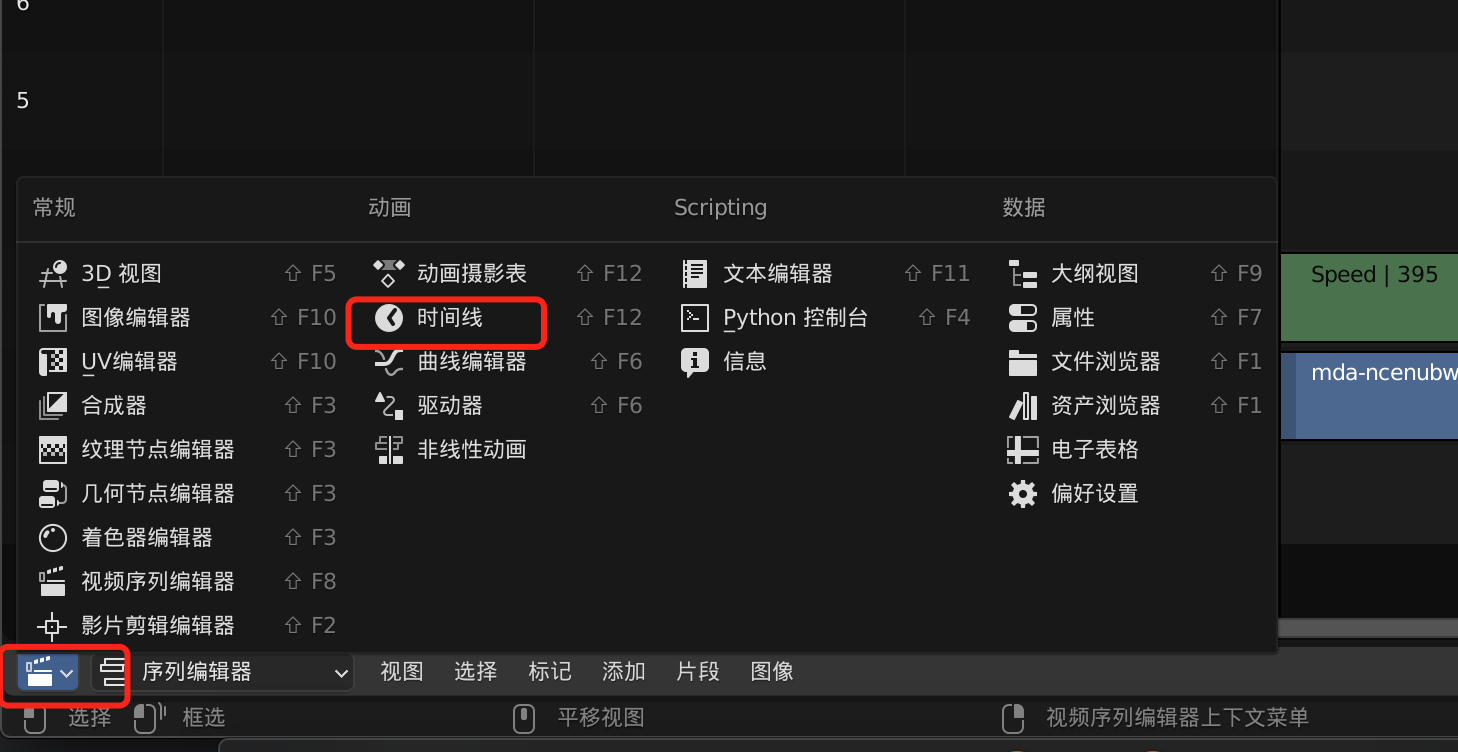 6
5
常规 动画 Scripting 数据
3D 视图 ⇧ F5 动画摄影表 ⇧ F12 文本编辑器 ⇧ F11 大纲视图 ⇧ F9 Speed | 395
图像编辑器 ⇧ F10 时间线 ⇧ F12 Python 控制台 ⇧ F4 属性 ⇧ F7
UV编辑器 ⇧ F10 曲线编辑器 ⇧ F6 信息 文件浏览器 ⇧ F1 mda-ncenubw
合成器 ⇧ F3 驱动器 ⇧ F6 资产浏览器 ⇧ F1
纹理节点编辑器 ⇧ F3 非线性动画 电子表格
几何节点编辑器 ⇧ F3 偏好设置
着色器编辑器 ⇧ F3
视频序列编辑器 ⇧ F8
影片剪辑编辑器 ⇧ F2
序列编辑器 视图 选择 标记 添加 片段 图像
选择 框选 平移视图 视频序列编辑器上下文菜单